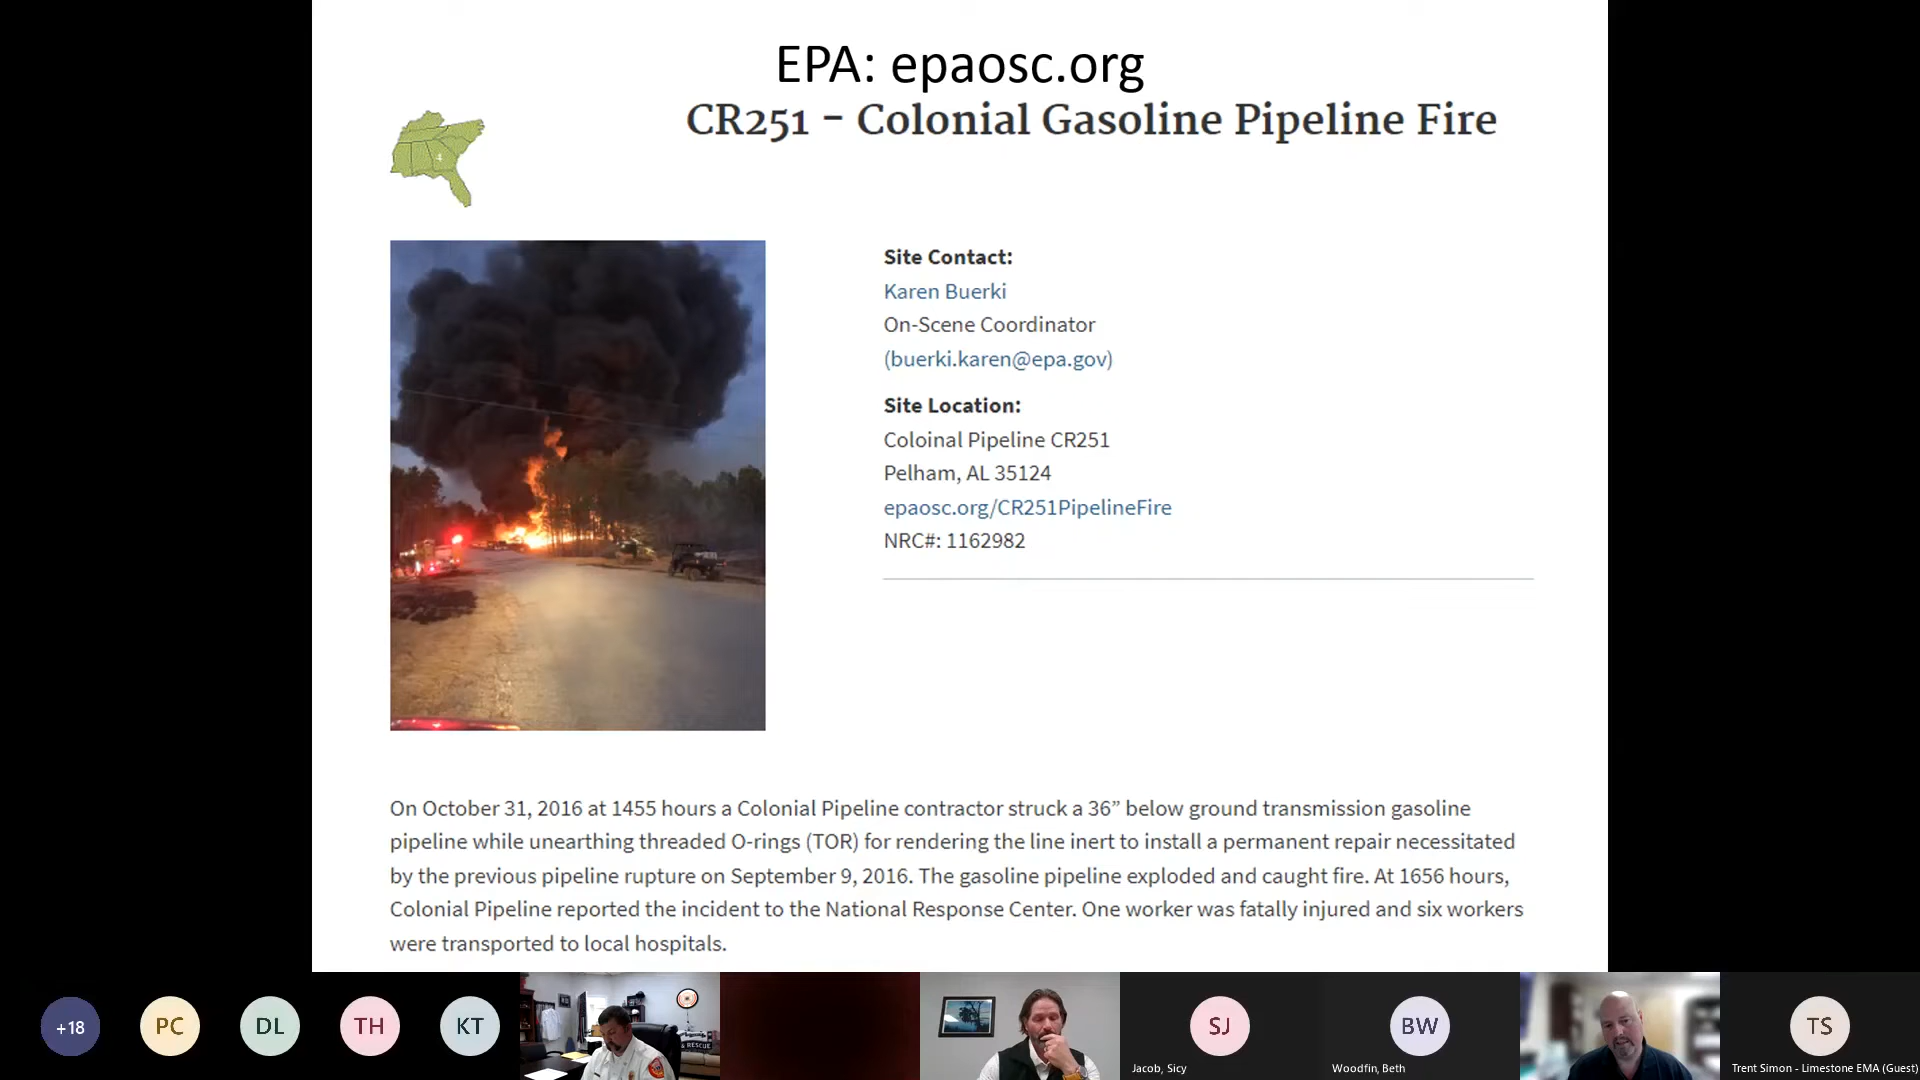 EPA: epaosc.org
CR251 - Colonial Gasoline Pipeline Fire
4
Site Contact:
Karen Buerki
On-Scene Coordinator
(buerki.karen@epa.gov)
Site Location:
Coloinal Pipeline CR251
Pelham, AL 35124
epaosc.org/CR251PipelineFire
NRC#: 1162982
On October 31, 2016 at 1455 hours a Colonial Pipeline contractor struck a 36” below ground transmission gasoline
pipeline while unearthing threaded O-rings (TOR) for rendering the line inert to install a permanent repair necessitated
by the previous pipeline rupture on September 9, 2016. The gasoline pipeline exploded and caught fire. At 1656 hours,
Colonial Pipeline reported the incident to the National Response Center. One worker was fatally injured and six workers
were transported to local hospitals.
+18
PC
DL
TH
KT
& RESCUE
SJ
Jacob, Sicy
BW
Woodfin, Beth
TS
Trent Simon - Limestone EMA (Guest)